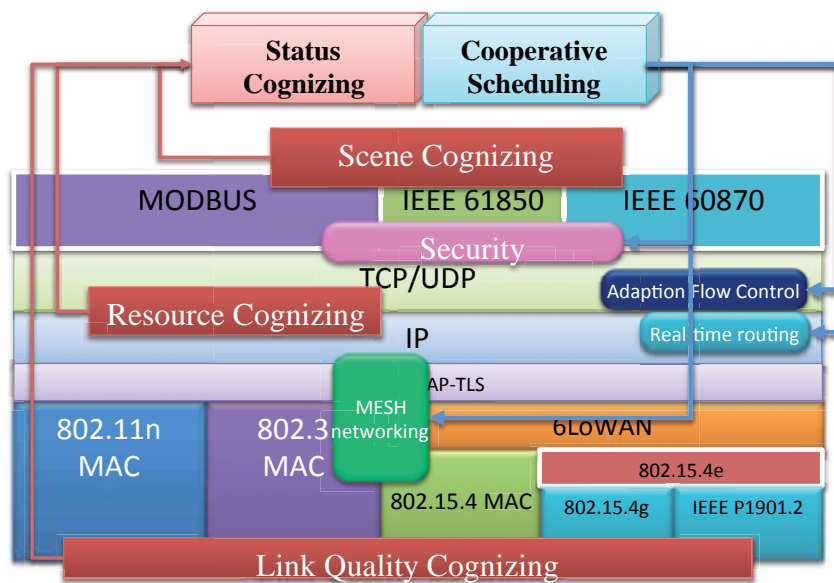 Status
Cognizing
Cooperative
Scheduling
Scene Cognizing
MODBUS
IEEE 61850
IEEE 60870
Security
TCP/UDP
Adaption Flow Control
Resource Cognizing
Real-time routing
IP
AP-TLS
MESH
networking
802.11n
MAC
802.3
MAC
6LoWAN
802.15.4e
802.15.4 MAC
802.15.4g
IEEE P1901.2
Link Quality Cognizing